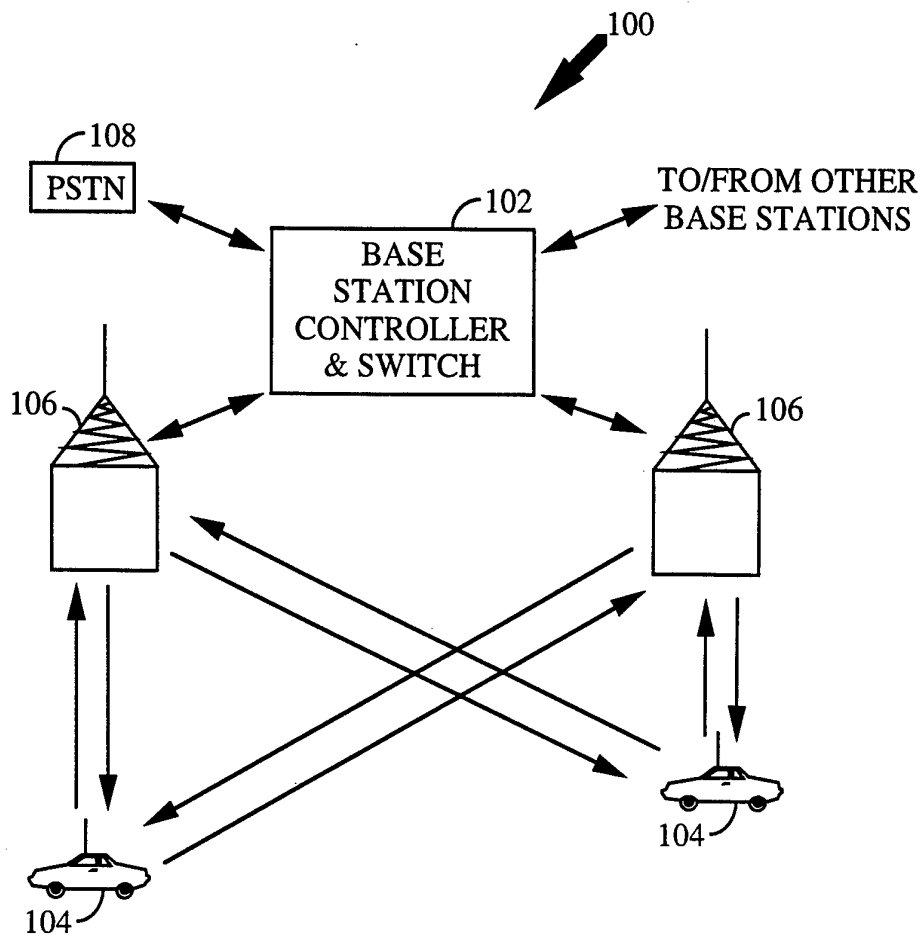 100
108
PSTN
102
TO/FROM OTHER
BASE STATIONS
BASE
STATION
CONTROLLER
& SWITCH
106
106
104
104